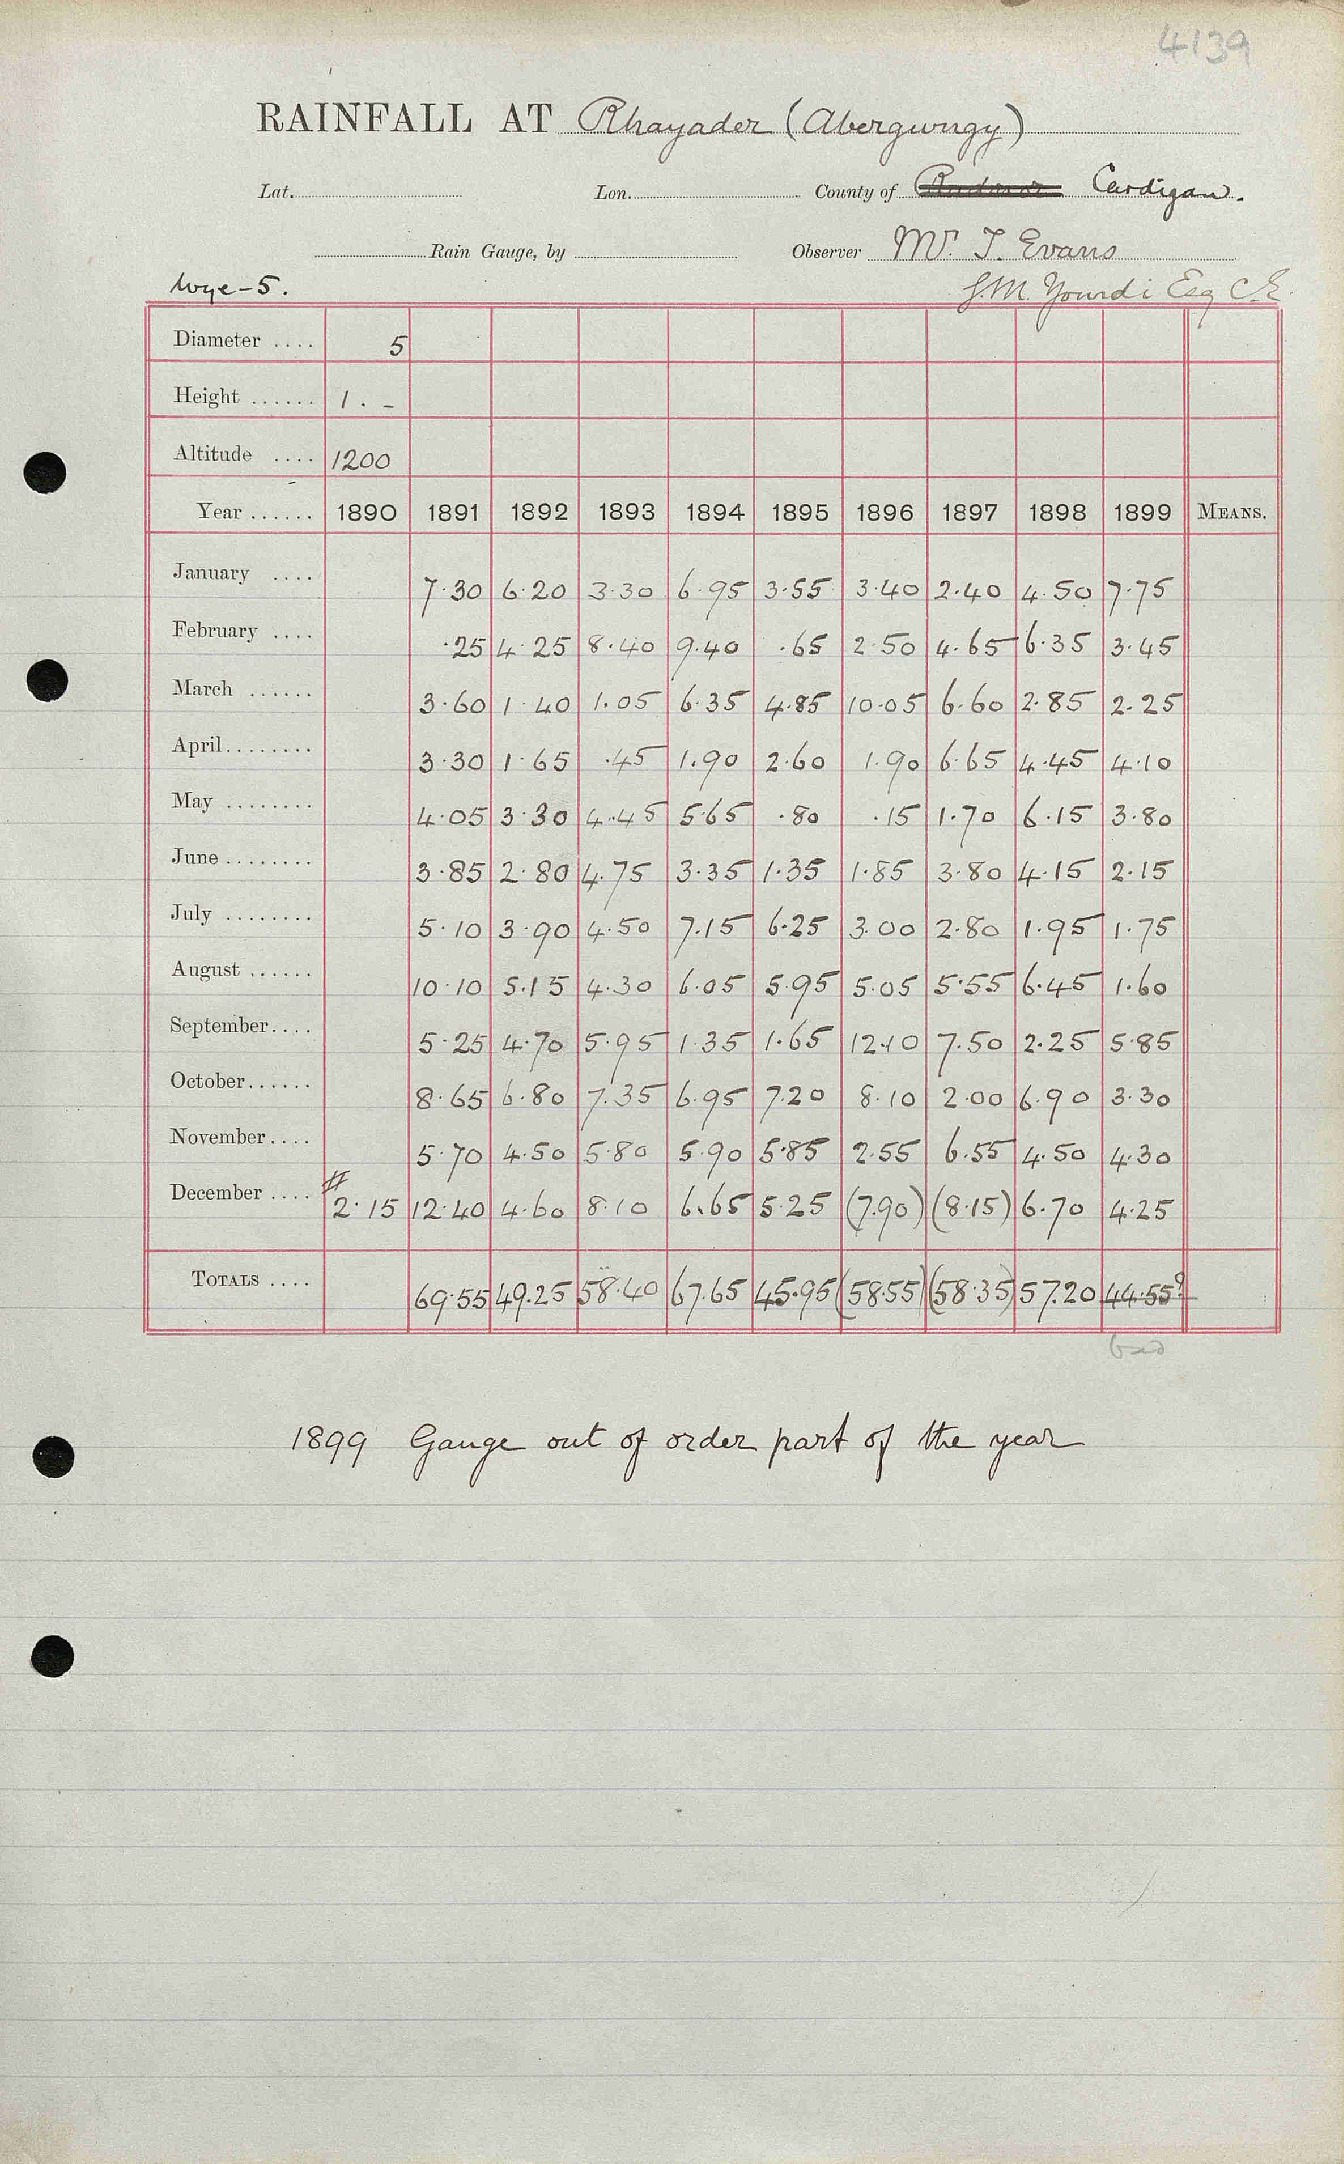 4139
RAINFALL AT Rhayader (Abergwngy)
Lat. Lon. County of Radnor Cardigan.
Rain Gauge, by Observer Mr. T. Evans
Wye-5. J.M. Yourdi Esq C.E.
Diameter .... 5
Height ...... 1 . -
Altitude .... 1200
Year ...... 1890 1891 1892 1893 1894 1895 1896 1897 1898 1899 MEANS.
January .... 7.30 6.20 3.30 6.95 3.55 3.40 2.40 4.50 7.75
February .... .25 4.25 8.40 9.40 .65 2.50 4.65 6.35 3.45
March ...... 3.60 1.40 1.05 6.35 4.85 10.05 6.60 2.85 2.25
April........ 3.30 1.65 .45 1.90 2.60 1.90 6.65 4.45 4.10
May ........ 4.05 3.30 4.45 5.65 .80 .15 1.70 6.15 3.80
June ........ 3.85 2.80 4.75 3.35 1.35 1.85 3.80 4.15 2.15
July ........ 5.10 3.90 4.50 7.15 6.25 3.00 2.80 1.95 1.75
August ...... 10.10 5.15 4.30 6.05 5.95 5.05 5.55 6.45 1.60
September.... 5.25 4.70 5.95 1.35 1.65 12.10 7.50 2.25 5.85
October...... 8.65 6.80 7.35 6.95 7.20 8.10 2.00 6.90 3.30
November.... 5.70 4.50 5.80 5.90 5.85 2.55 6.55 4.50 4.30
December .... # 2.15 12.40 4.60 8.10 6.65 5.25 (7.90) (8.15) 6.70 4.25
TOTALS .... 69.55 49.25 58.40 67.65 45.95 (58.55) (58.35) 57.20 44.55?
bad
1899 Gauge out of order part of the year